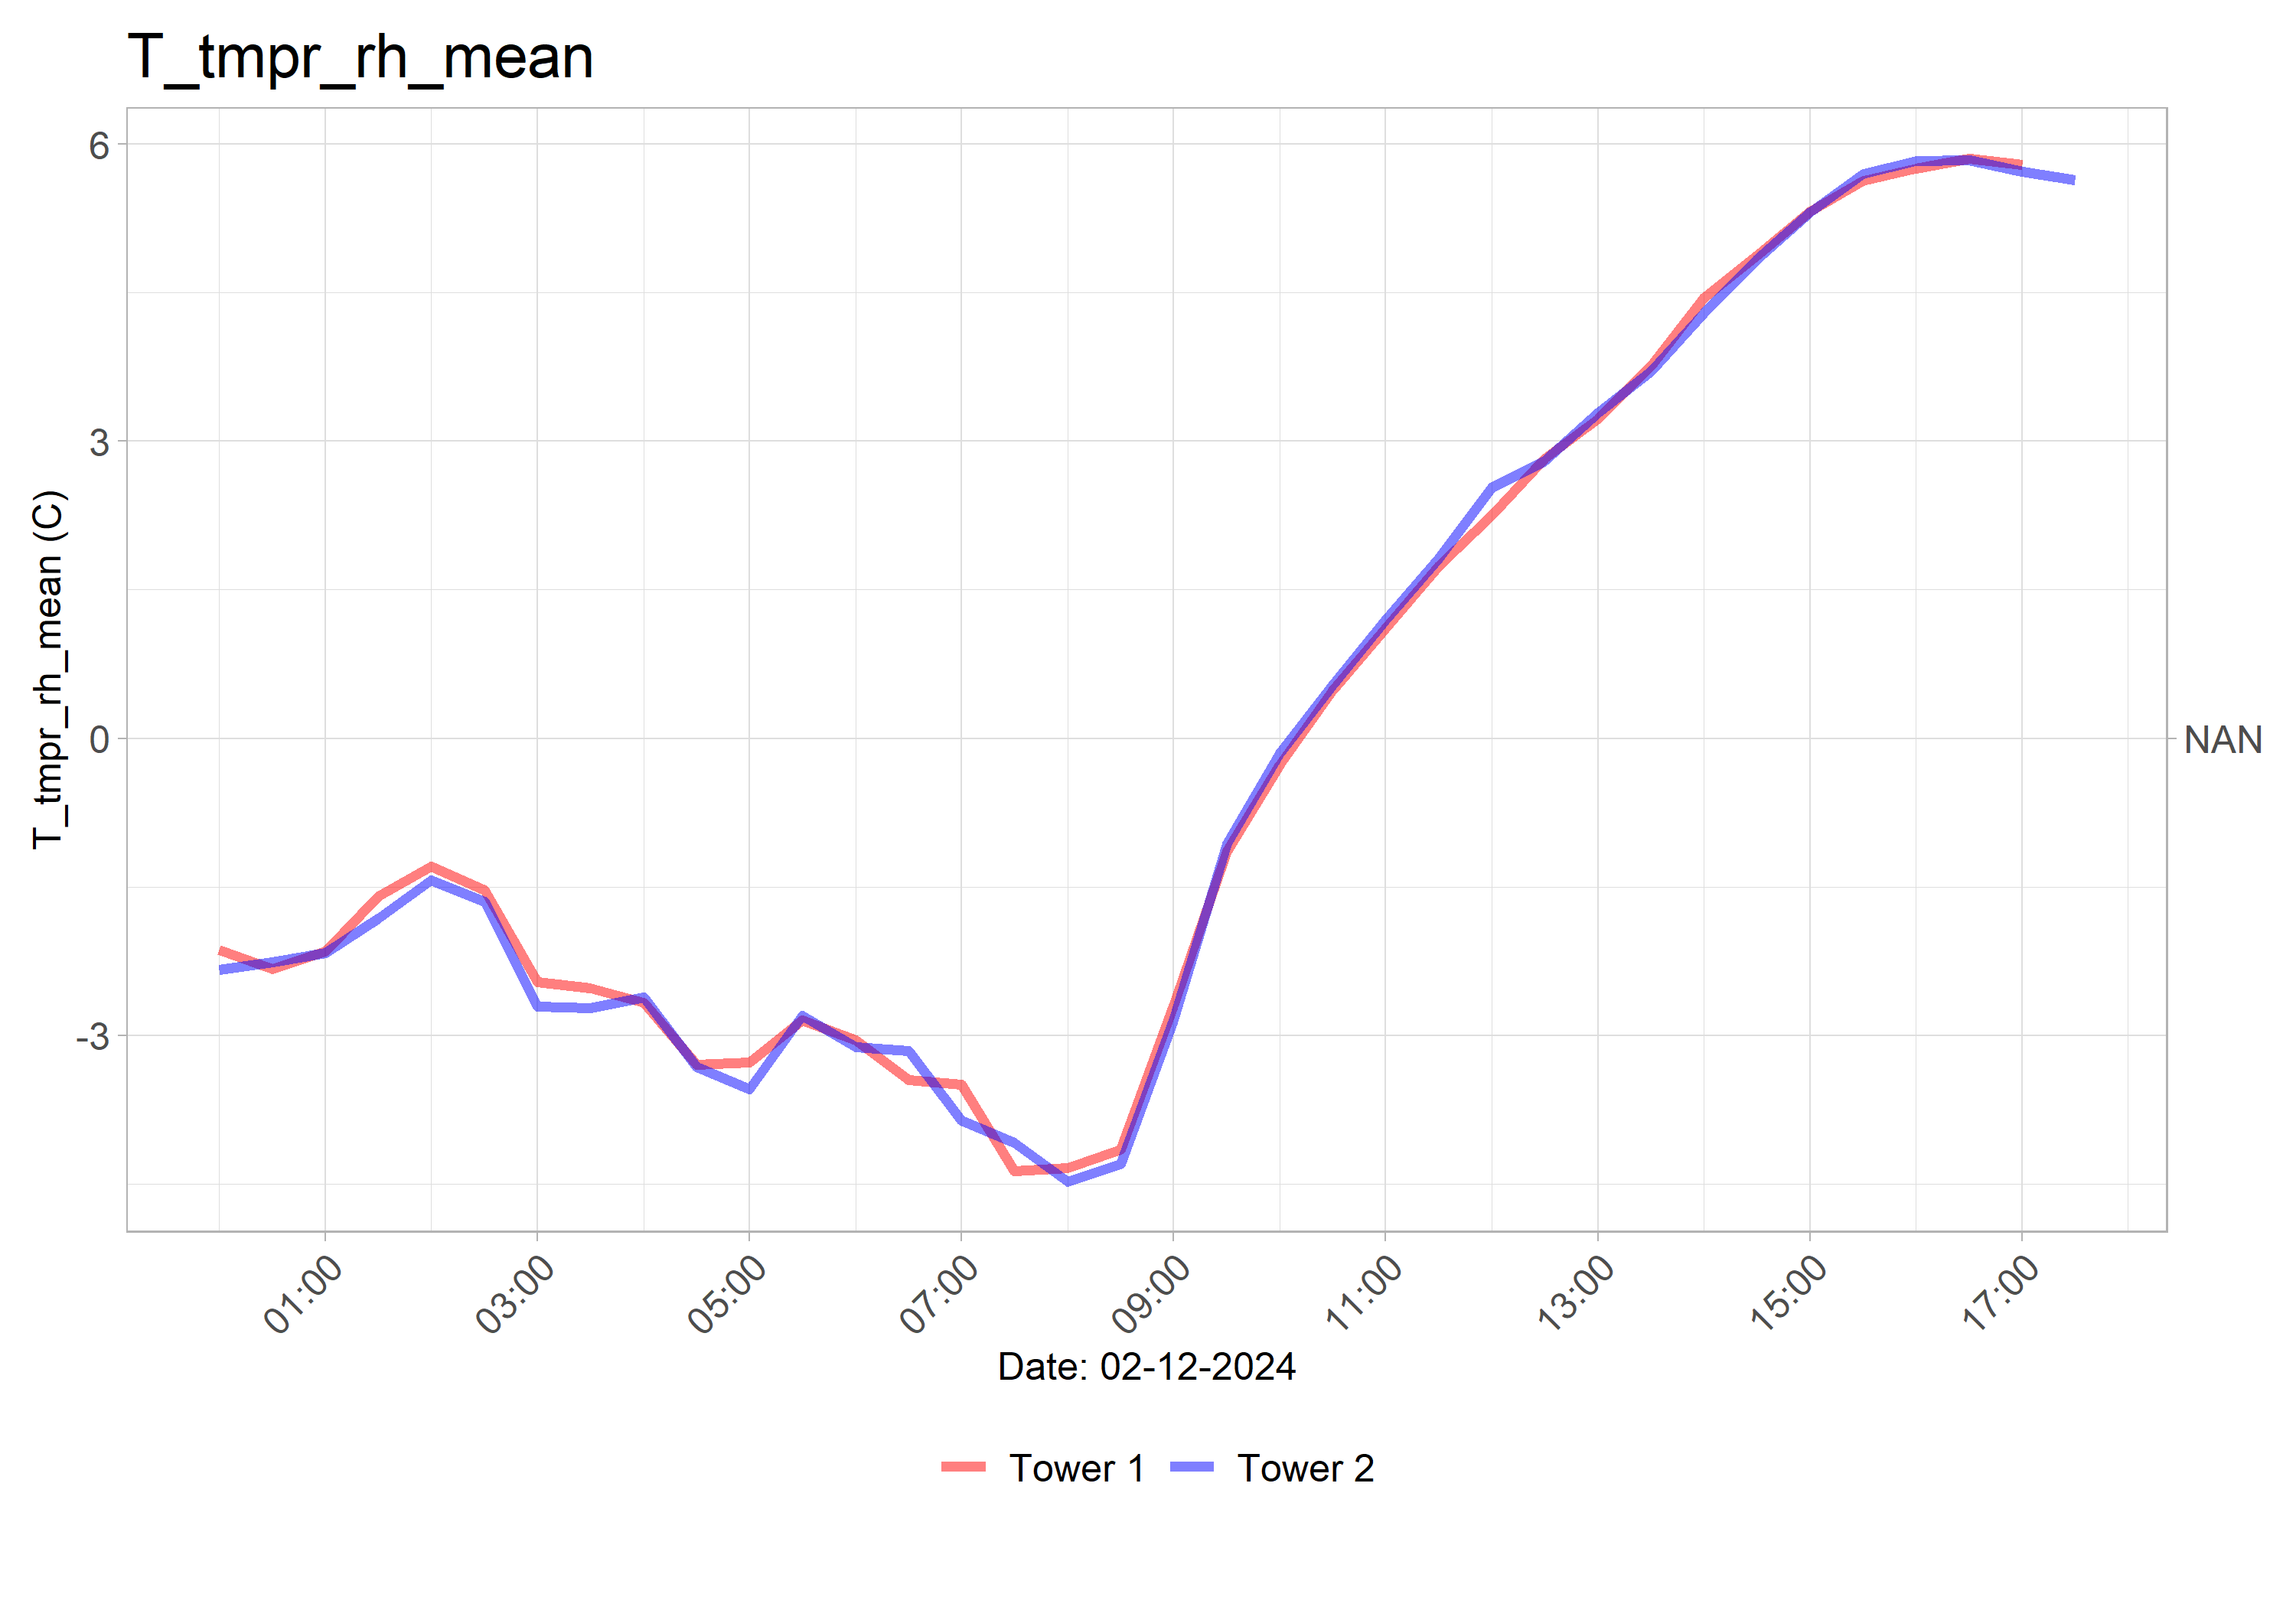 T_tmpr_rh_mean
T_tmpr_rh_mean (C)
6
3
0
-3
NAN
01:00 03:00 05:00 07:00 09:00 11:00 13:00 15:00 17:00
Date: 02-12-2024
Tower 1 Tower 2